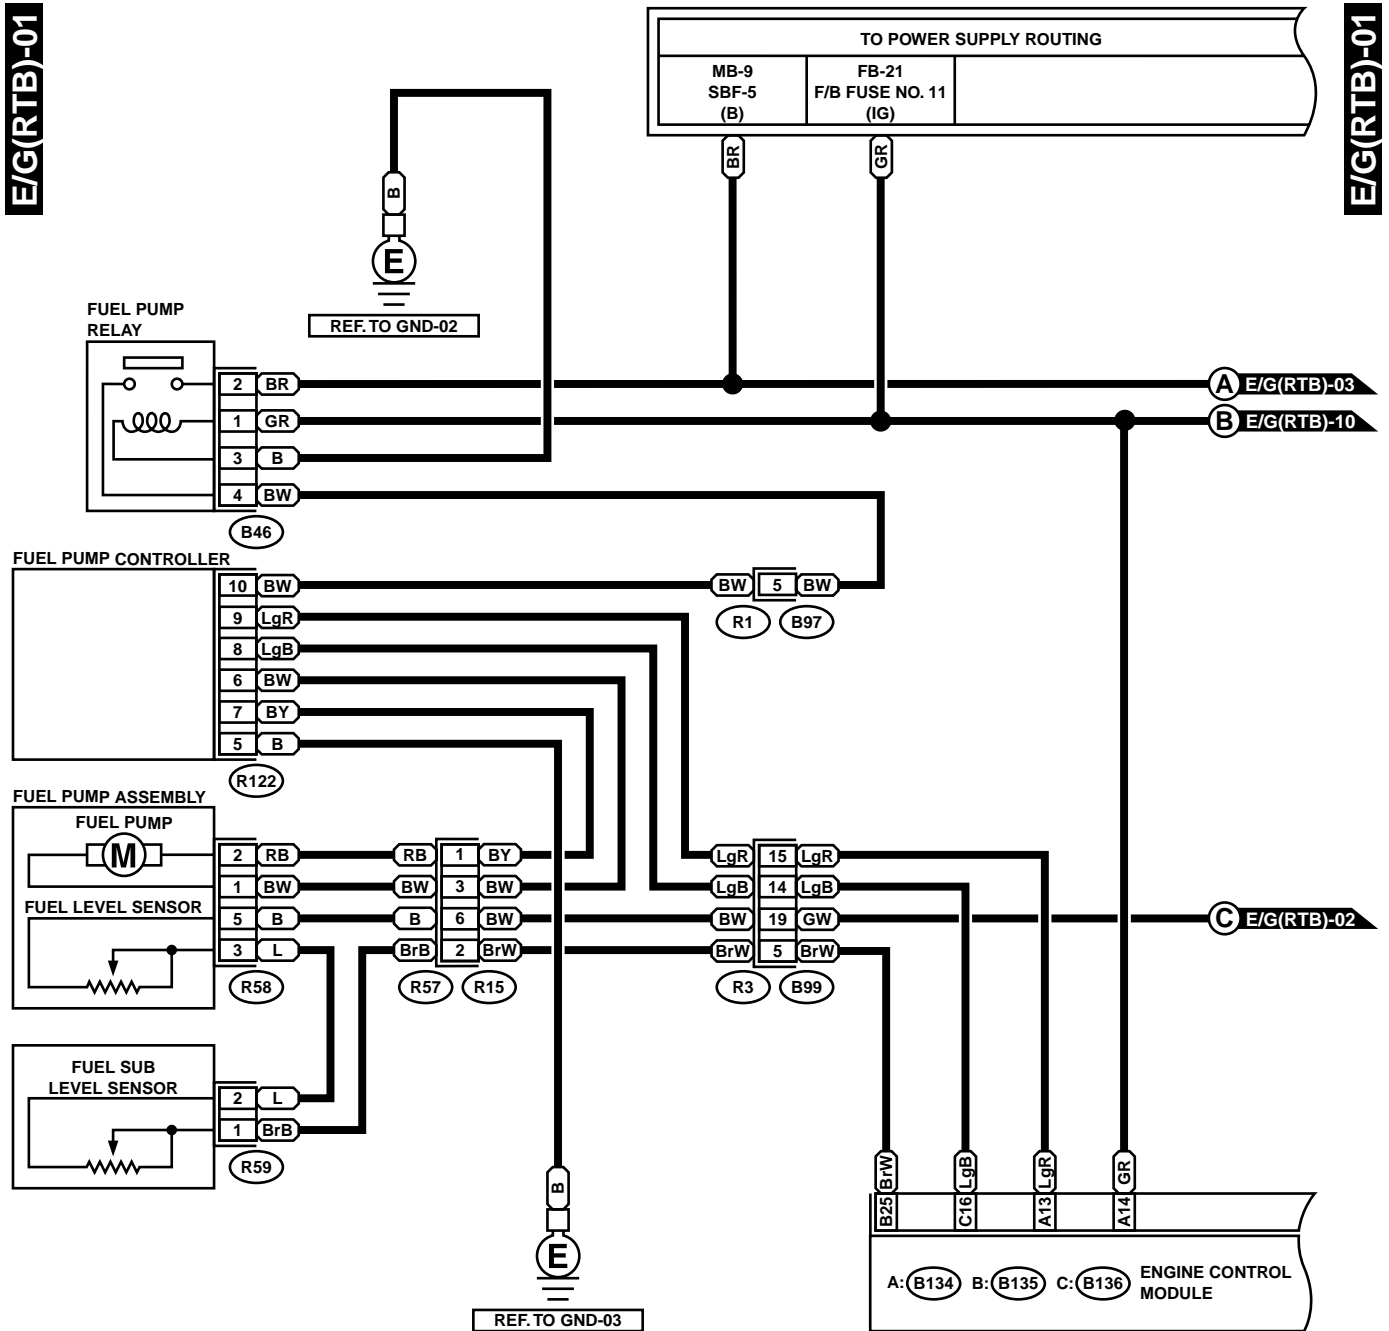 E/G(RTB)-01
E/G(RTB)-01
TO POWER SUPPLY ROUTING
MB-9
SBF-5
(B)
FB-21
F/B FUSE NO. 11
(IG)
BR
GR
B
E
REF. TO GND-02
FUEL PUMP
RELAY
2 BR
A E/G(RTB)-03
1 GR
B E/G(RTB)-10
3 B
4 BW
B46
FUEL PUMP CONTROLLER
10 BW
BW 5 BW
R1 B97
9 LgR
8 LgB
6 BW
7 BY
5 B
R122
FUEL PUMP ASSEMBLY
FUEL PUMP
M
2 RB
RB 1 BY
LgR 15 LgR
1 BW
BW 3 BW
LgB 14 LgB
FUEL LEVEL SENSOR
5 B
B 6 BW
BW 19 GW
C E/G(RTB)-02
3 L
BrB 2 BrW
BrW 5 BrW
R58
R57 R15
R3 B99
FUEL SUB
LEVEL SENSOR
2 L
1 BrB
R59
B
E
REF. TO GND-03
BrW
LgB
LgR
GR
B25
C16
A13
A14
A: B134 B: B135 C: B136
ENGINE CONTROL
MODULE